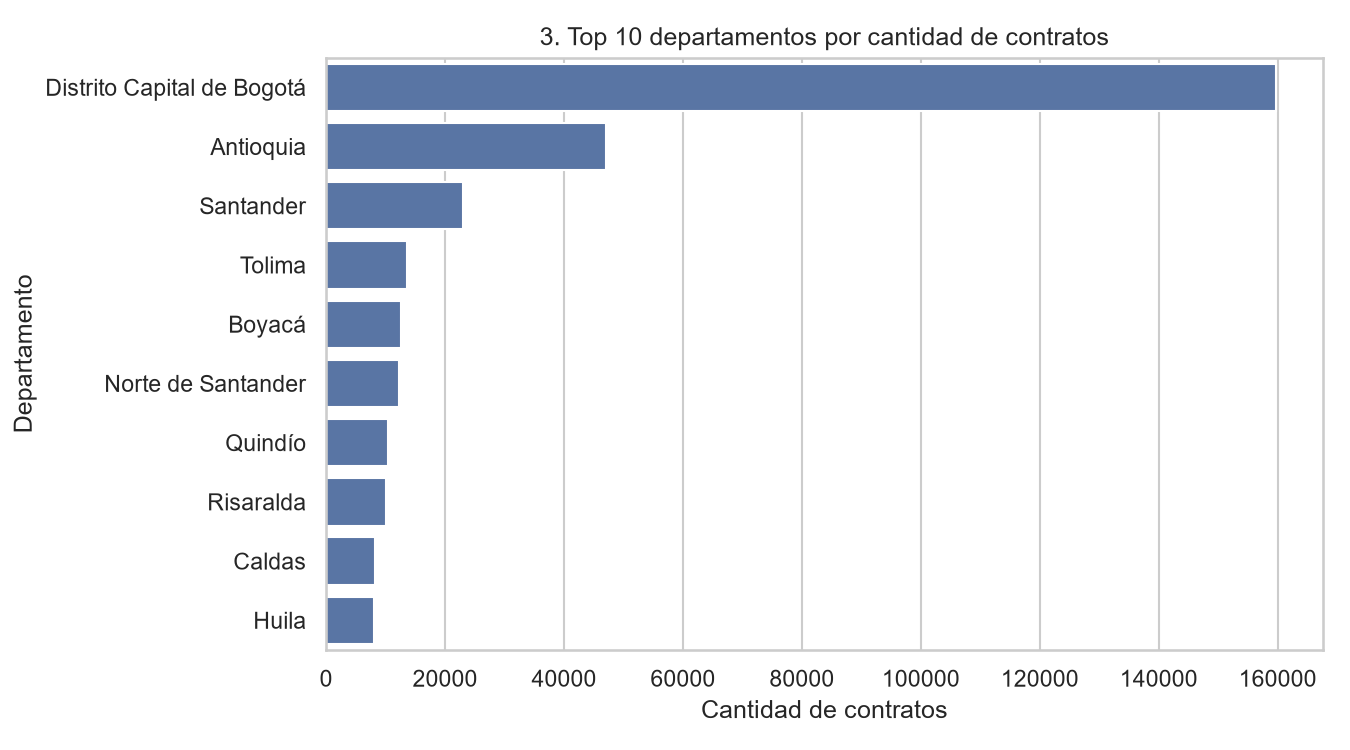 3. Top 10 departamentos por cantidad de contratos
Departamento
Distrito Capital de Bogotá
Antioquia
Santander
Tolima
Boyacá
Norte de Santander
Quindío
Risaralda
Caldas
Huila
0 20000 40000 60000 80000 100000 120000 140000 160000
Cantidad de contratos